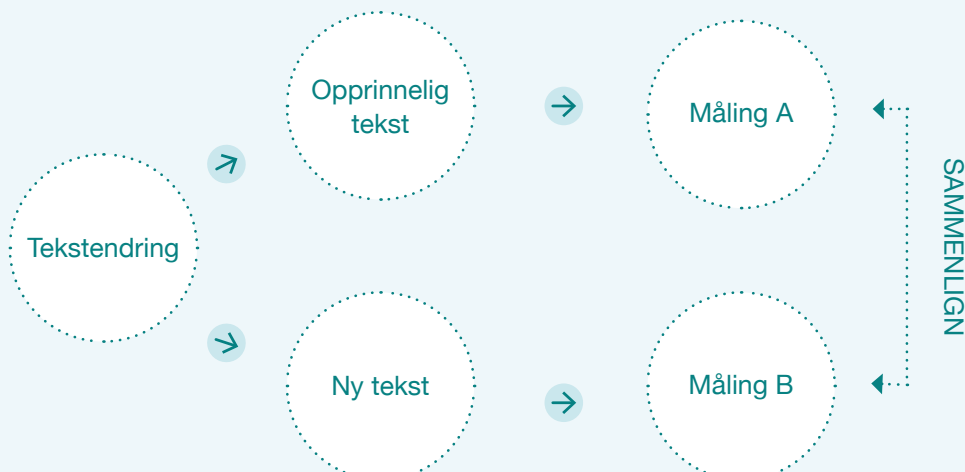 Opprinnelig
tekst
Måling A
Tekstendring
SAMMENLIGN
Ny tekst
Måling B